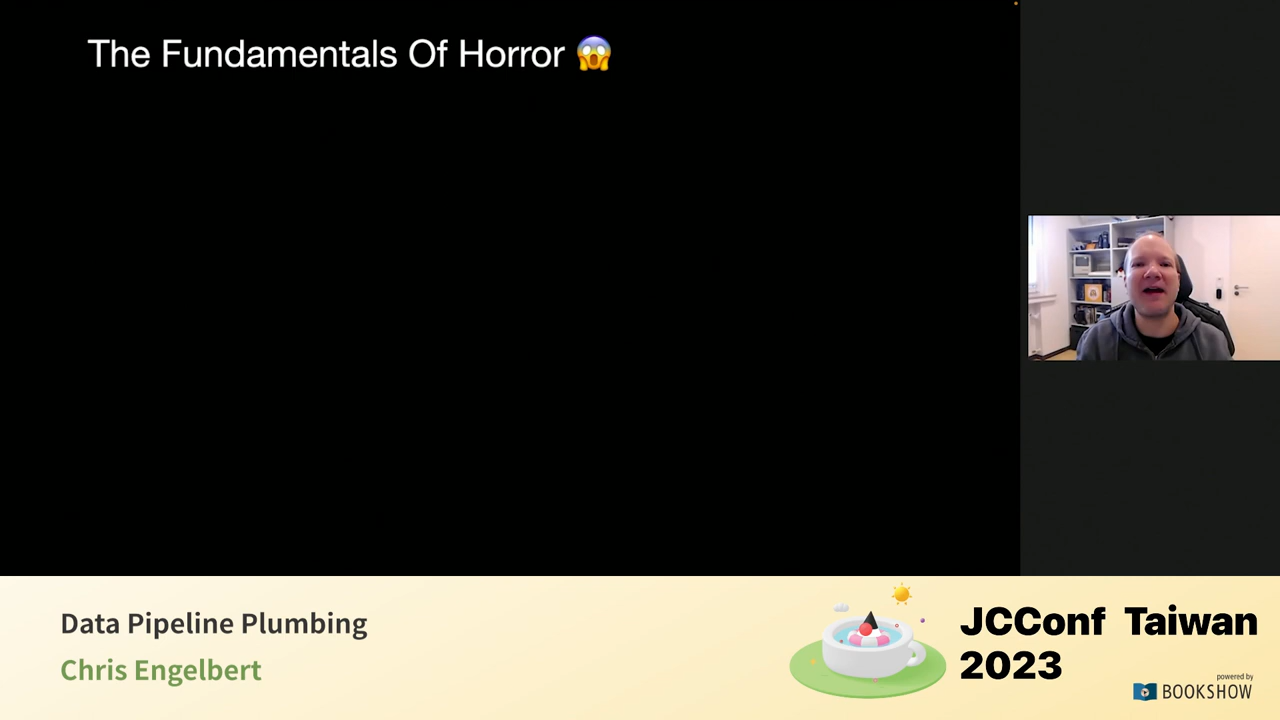 The Fundamentals Of Horror 😱
Data Pipeline Plumbing
Chris Engelbert
JCConf Taiwan
2023
powered by
BOOKSHOW